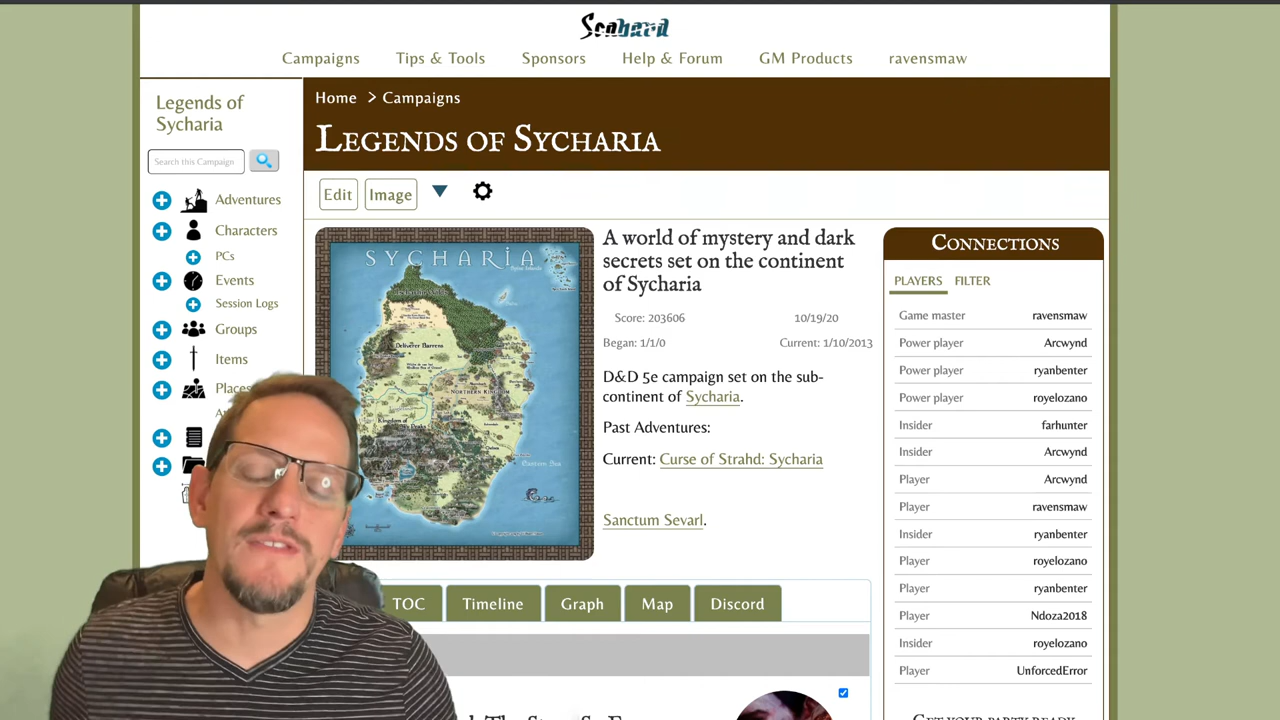 Scabard
Campaigns Tips & Tools Sponsors Help & Forum GM Products ravensmaw
Legends of
Sycharia
Search this Campaign
Adventures
Characters
PCs
Events
Session Logs
Groups
Items
Places
Home > Campaigns
Legends of Sycharia
Edit Image
SYCHARIA
A world of mystery and dark
secrets set on the continent
of Sycharia
Score: 203606 10/19/20
Began: 1/1/0 Current: 1/10/2013
D&D 5e campaign set on the sub-
continent of Sycharia.
Past Adventures:
Current: Curse of Strahd: Sycharia
Sanctum Sevarl.
TOC Timeline Graph Map Discord
Connections
PLAYERS FILTER
Game master ravensmaw
Power player Arcwynd
Power player ryanbenter
Power player royelozano
Insider farhunter
Insider Arcwynd
Player Arcwynd
Player ravensmaw
Insider ryanbenter
Player royelozano
Player ryanbenter
Player Ndoza2018
Insider royelozano
Player UnforcedError